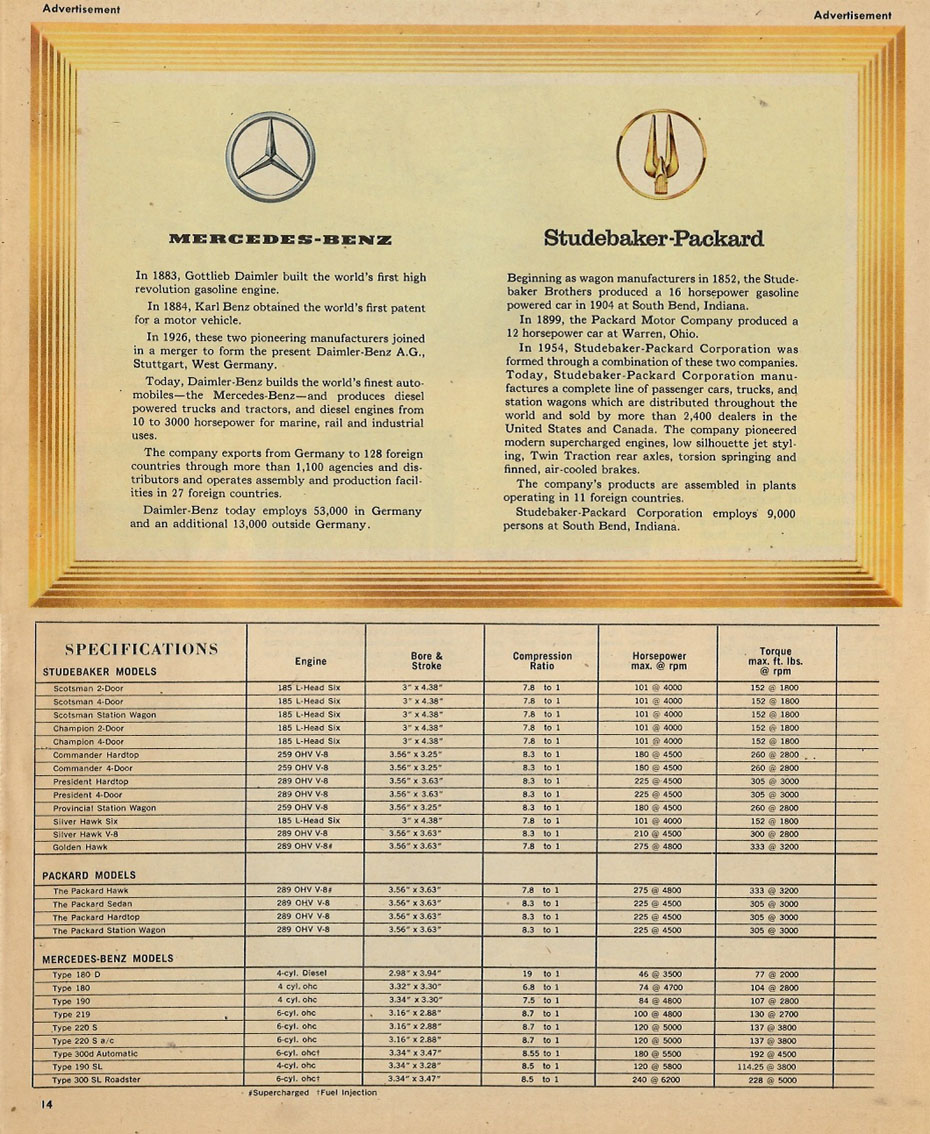 Advertisement
Advertisement
MERCEDES-BENZ
In 1883, Gottlieb Daimler built the world's first high
revolution gasoline engine.
In 1884, Karl Benz obtained the world's first patent
for a motor vehicle.
In 1926, these two pioneering manufacturers joined
in a merger to form the present Daimler-Benz A.G.,
Stuttgart, West Germany.
Today, Daimler-Benz builds the world's finest auto-
mobiles—the Mercedes-Benz—and produces diesel
powered trucks and tractors, and diesel engines from
10 to 3000 horsepower for marine, rail and industrial
uses.
The company exports from Germany to 128 foreign
countries through more than 1,100 agencies and dis-
tributors and operates assembly and production facil-
ities in 27 foreign countries.
Daimler-Benz today employs 53,000 in Germany
and an additional 13,000 outside Germany.
Studebaker-Packard
Beginning as wagon manufacturers in 1852, the Stude-
baker Brothers produced a 16 horsepower gasoline
powered car in 1904 at South Bend, Indiana.
In 1899, the Packard Motor Company produced a
12 horsepower car at Warren, Ohio.
In 1954, Studebaker-Packard Corporation was
formed through a combination of these two companies.
Today, Studebaker-Packard Corporation manu-
factures a complete line of passenger cars, trucks, and
station wagons which are distributed throughout the
world and sold by more than 2,400 dealers in the
United States and Canada. The company pioneered
modern supercharged engines, low silhouette jet styl-
ing, Twin Traction rear axles, torsion springing and
finned, air-cooled brakes.
The company's products are assembled in plants
operating in 11 foreign countries.
Studebaker-Packard Corporation employs 9,000
persons at South Bend, Indiana.
SPECIFICATIONS
STUDEBAKER MODELS
Engine
Bore &
Stroke
Compression
Ratio
Horsepower
max. @ rpm
Torque
max. ft. lbs.
@ rpm
Scotsman 2-Door 185 L-Head Six 3" x 4.38" 7.8 to 1 101 @ 4000 152 @ 1800
Scotsman 4-Door 185 L-Head Six 3" x 4.38" 7.8 to 1 101 @ 4000 152 @ 1800
Scotsman Station Wagon 185 L-Head Six 3" x 4.38" 7.8 to 1 101 @ 4000 152 @ 1800
Champion 2-Door 185 L-Head Six 3" x 4.38" 7.8 to 1 101 @ 4000 152 @ 1800
Champion 4-Door 185 L-Head Six 3" x 4.38" 7.8 to 1 101 @ 4000 152 @ 1800
Commander Hardtop 259 OHV V-8 3.56" x 3.25" 8.3 to 1 180 @ 4500 260 @ 2800
Commander 4-Door 259 OHV V-8 3.56" x 3.25" 8.3 to 1 180 @ 4500 260 @ 2800
President Hardtop 289 OHV V-8 3.56" x 3.63" 8.3 to 1 225 @ 4500 305 @ 3000
President 4-Door 289 OHV V-8 3.56" x 3.63" 8.3 to 1 225 @ 4500 305 @ 3000
Provincial Station Wagon 259 OHV V-8 3.56" x 3.25" 8.3 to 1 180 @ 4500 260 @ 2800
Silver Hawk Six 185 L-Head Six 3" x 4.38" 7.8 to 1 101 @ 4000 152 @ 1800
Silver Hawk V-8 289 OHV V-8 3.56" x 3.63" 8.3 to 1 210 @ 4500 300 @ 2800
Golden Hawk 289 OHV V-8# 3.56" x 3.63" 7.8 to 1 275 @ 4800 333 @ 3200
PACKARD MODELS
The Packard Hawk 289 OHV V-8# 3.56" x 3.63" 7.8 to 1 275 @ 4800 333 @ 3200
The Packard Sedan 289 OHV V-8 3.56" x 3.63" 8.3 to 1 225 @ 4500 305 @ 3000
The Packard Hardtop 289 OHV V-8 3.56" x 3.63" 8.3 to 1 225 @ 4500 305 @ 3000
The Packard Station Wagon 289 OHV V-8 3.56" x 3.63" 8.3 to 1 225 @ 4500 305 @ 3000
MERCEDES-BENZ MODELS
Type 180 D 4-cyl. Diesel 2.98" x 3.94" 19 to 1 46 @ 3500 77 @ 2000
Type 180 4 cyl. ohc 3.32" x 3.30" 6.8 to 1 74 @ 4700 104 @ 2800
Type 190 4 cyl. ohc 3.34" x 3.30" 7.5 to 1 84 @ 4800 107 @ 2800
Type 219 6-cyl. ohc 3.16" x 2.88" 8.7 to 1 100 @ 4800 130 @ 2700
Type 220 S 6-cyl. ohc 3.16" x 2.88" 8.7 to 1 120 @ 5000 137 @ 3800
Type 220 S a/c 6-cyl. ohc 3.16" x 2.88" 8.7 to 1 120 @ 5000 137 @ 3800
Type 300d Automatic 6-cyl. ohc† 3.34" x 3.47" 8.55 to 1 180 @ 5500 192 @ 4500
Type 190 SL 4-cyl. ohc 3.34" x 3.28" 8.5 to 1 120 @ 5800 114.25 @ 3800
Type 300 SL Roadster 6-cyl. ohc† 3.34" x 3.47" 8.5 to 1 240 @ 6200 228 @ 5000
#Supercharged †Fuel Injection
14